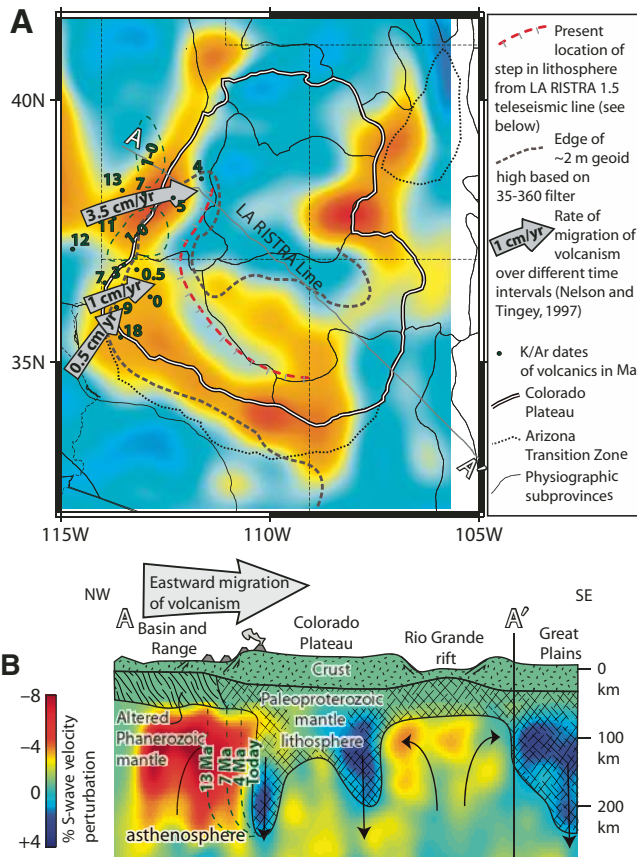 A
40N
35N
115W
110W
105W
A
1.0
13
7
4
3.5 cm/yr
5
11
1.0
12
7
3
0.5
1 cm/yr
9
0
0.5 cm/yr
18
LA RISTRA Line
A'
Present
location of
step in lithosphere
from LA RISTRA 1.5
teleseismic line (see
below)
Edge of
~2 m geoid
high based on
35-360 filter
1 cm/yr
Rate of
migration of
volcanism
over different time
intervals (Nelson and
Tingey, 1997)
K/Ar dates
of volcanics in Ma
Colorado
Plateau
Arizona
Transition Zone
Physiographic
subprovinces
NW
Eastward migration
of volcanism
SE
A
A′
Basin and
Range
Colorado
Plateau
Rio Grande
rift
Great
Plains
B
Crust
0
km
Altered
Phanerozoic
mantle
Paleoproterozoic
mantle
lithosphere
13 Ma
7 Ma
4 Ma
Today
100
km
200
km
asthenosphere
−8
−4
0
+4
% S-wave velocity
perturbation